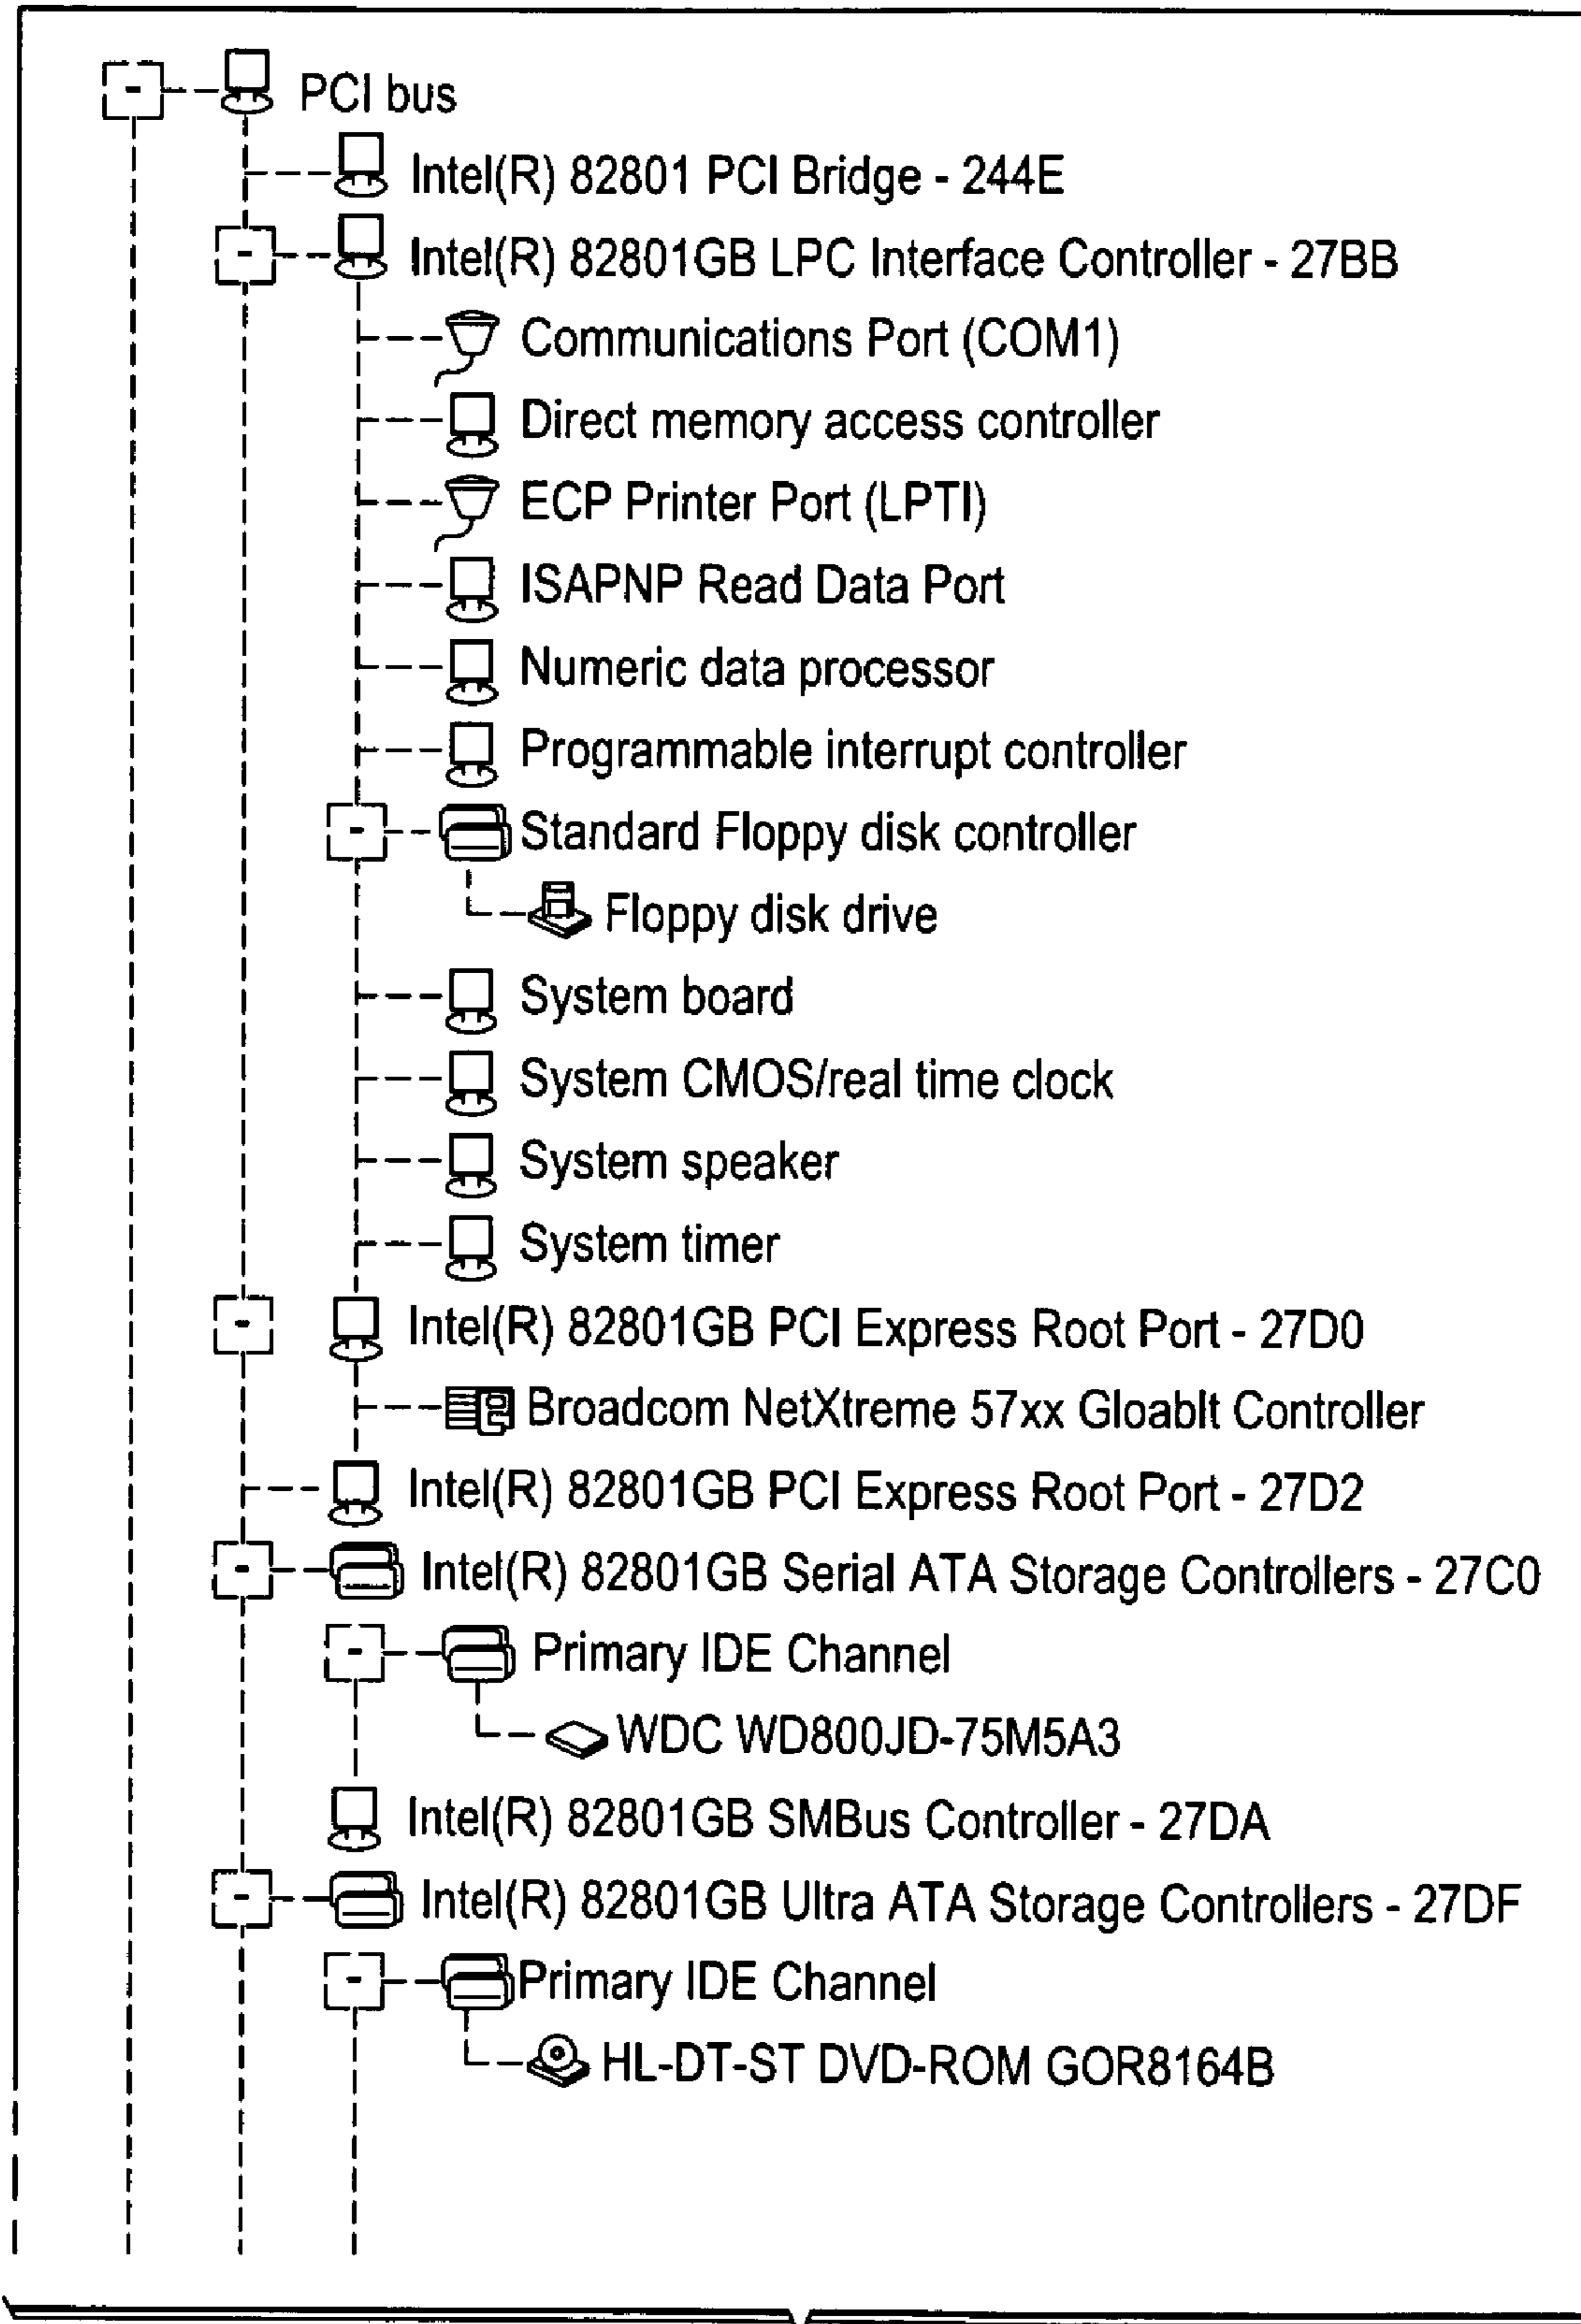 PCI bus
Intel(R) 82801 PCI Bridge - 244E
Intel(R) 82801GB LPC Interface Controller - 27BB
Communications Port (COM1)
Direct memory access controller
ECP Printer Port (LPTI)
ISAPNP Read Data Port
Numeric data processor
Programmable interrupt controller
Standard Floppy disk controller
Floppy disk drive
System board
System CMOS/real time clock
System speaker
System timer
Intel(R) 82801GB PCI Express Root Port - 27D0
Broadcom NetXtreme 57xx Gloablt Controller
Intel(R) 82801GB PCI Express Root Port - 27D2
Intel(R) 82801GB Serial ATA Storage Controllers - 27C0
Primary IDE Channel
WDC WD800JD-75M5A3
Intel(R) 82801GB SMBus Controller - 27DA
Intel(R) 82801GB Ultra ATA Storage Controllers - 27DF
Primary IDE Channel
HL-DT-ST DVD-ROM GOR8164B